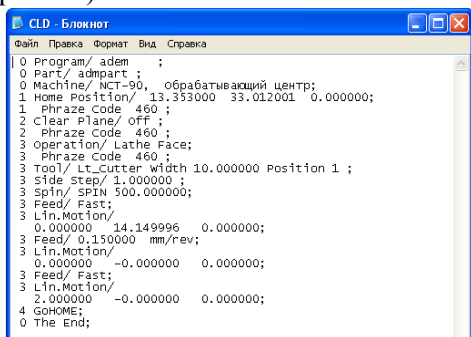 CLD - Блокнот
Файл Правка Формат Вид Справка
0 Program/ adem ;
0 Part/ admpart ;
0 Machine/ NCT-90, Обрабатывающий центр;
1 Home Position/ 13.353000 33.012001 0.000000;
1 Phraze Code 460 ;
2 Clear Plane/ Off ;
2 Phraze Code 460 ;
3 Operation/ Lathe Face;
3 Phraze Code 460 ;
3 Tool/ Lt_Cutter Width 10.000000 Position 1 ;
3 Side Step/ 1.000000 ;
3 Spin/ SPIN 500.000000;
3 Feed/ Fast;
3 Lin.Motion/
0.000000 14.149996 0.000000;
3 Feed/ 0.150000 mm/rev;
3 Lin.Motion/
0.000000 -0.000000 0.000000;
3 Feed/ Fast;
3 Lin.Motion/
2.000000 -0.000000 0.000000;
4 GOHOME;
0 The End;